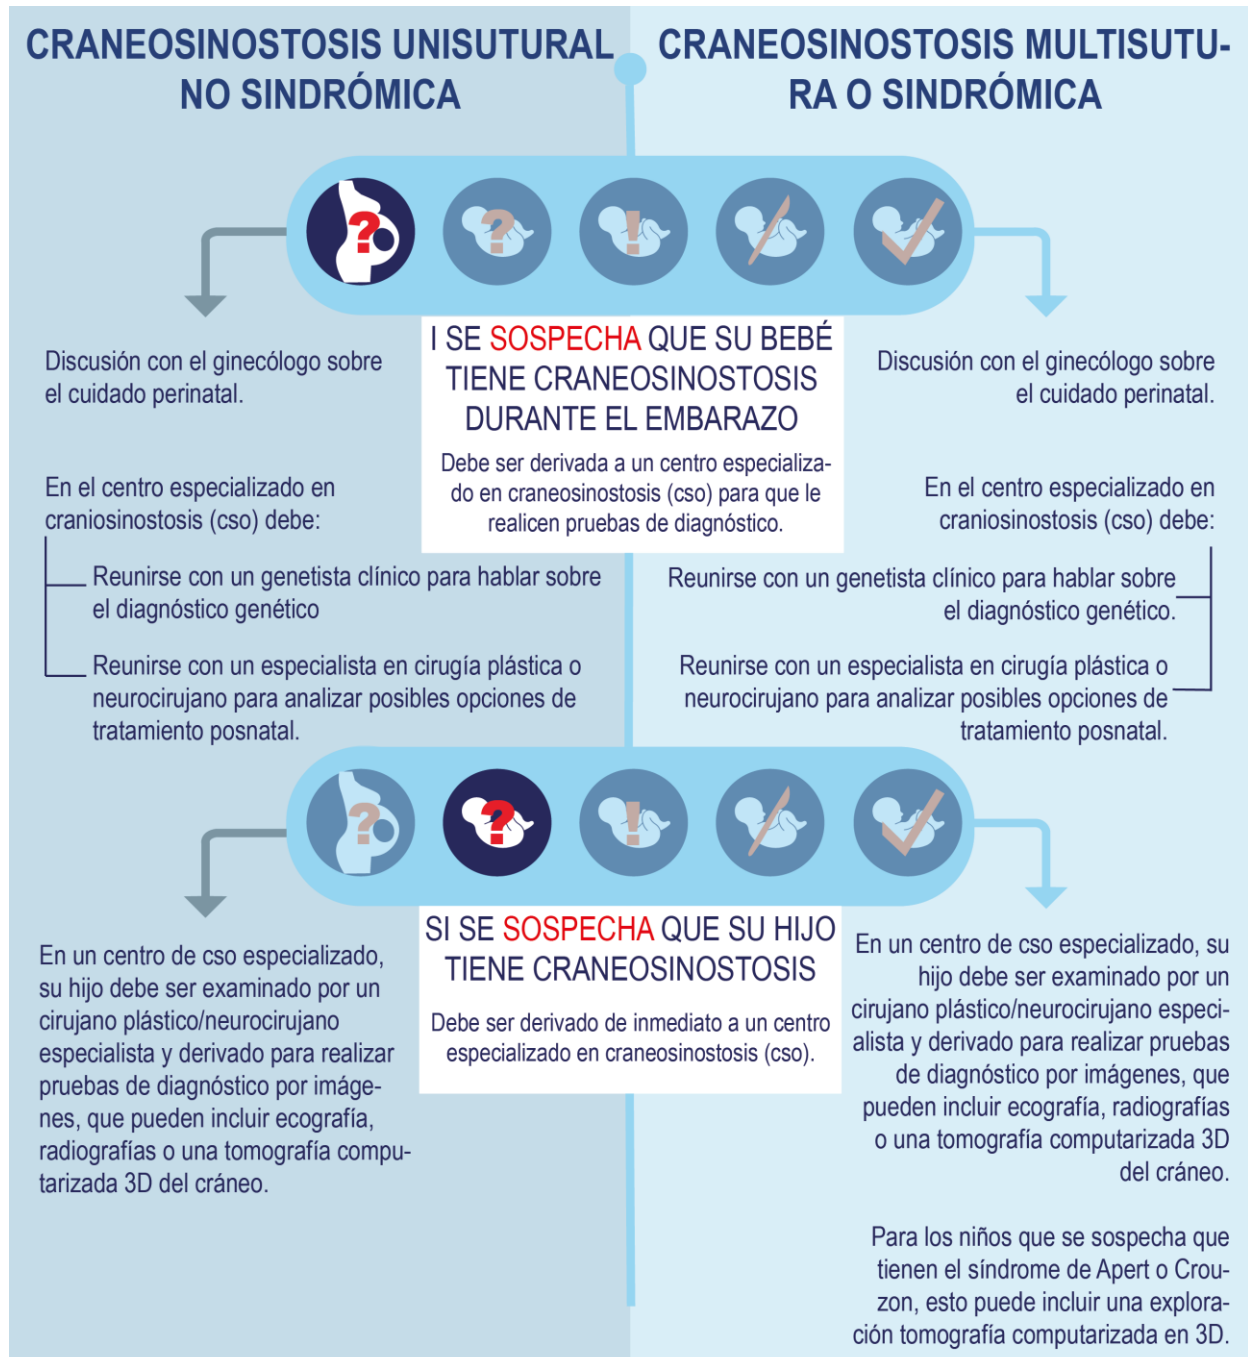 CRANEOSINOSTOSIS UNISUTURAL
NO SINDRÓMICA
CRANEOSINOSTOSIS MULTISUTU-
RA O SINDRÓMICA
?
?
!
I SE SOSPECHA QUE SU BEBÉ
TIENE CRANEOSINOSTOSIS
DURANTE EL EMBARAZO
Debe ser derivada a un centro especializa-
do en craneosinostosis (cso) para que le
realicen pruebas de diagnóstico.
Discusión con el ginecólogo sobre
el cuidado perinatal.
En el centro especializado en
craniosinostosis (cso) debe:
Reunirse con un genetista clínico para hablar sobre
el diagnóstico genético
Reunirse con un especialista en cirugía plástica o
neurocirujano para analizar posibles opciones de
tratamiento posnatal.
Discusión con el ginecólogo sobre
el cuidado perinatal.
En el centro especializado en
craniosinostosis (cso) debe:
Reunirse con un genetista clínico para hablar sobre
el diagnóstico genético.
Reunirse con un especialista en cirugía plástica o
neurocirujano para analizar posibles opciones de
tratamiento posnatal.
?
?
!
SI SE SOSPECHA QUE SU HIJO
TIENE CRANEOSINOSTOSIS
Debe ser derivado de inmediato a un centro
especializado en craneosinostosis (cso).
En un centro de cso especializado,
su hijo debe ser examinado por un
cirujano plástico/neurocirujano
especialista y derivado para realizar
pruebas de diagnóstico por imáge-
nes, que pueden incluir ecografía,
radiografías o una tomografía compu-
tarizada 3D del cráneo.
En un centro de cso especializado, su
hijo debe ser examinado por un
cirujano plástico/neurocirujano especi-
alista y derivado para realizar pruebas
de diagnóstico por imágenes, que
pueden incluir ecografía, radiografías
o una tomografía computarizada 3D
del cráneo.
Para los niños que se sospecha que
tienen el síndrome de Apert o Crou-
zon, esto puede incluir una explora-
ción tomografía computarizada en 3D.